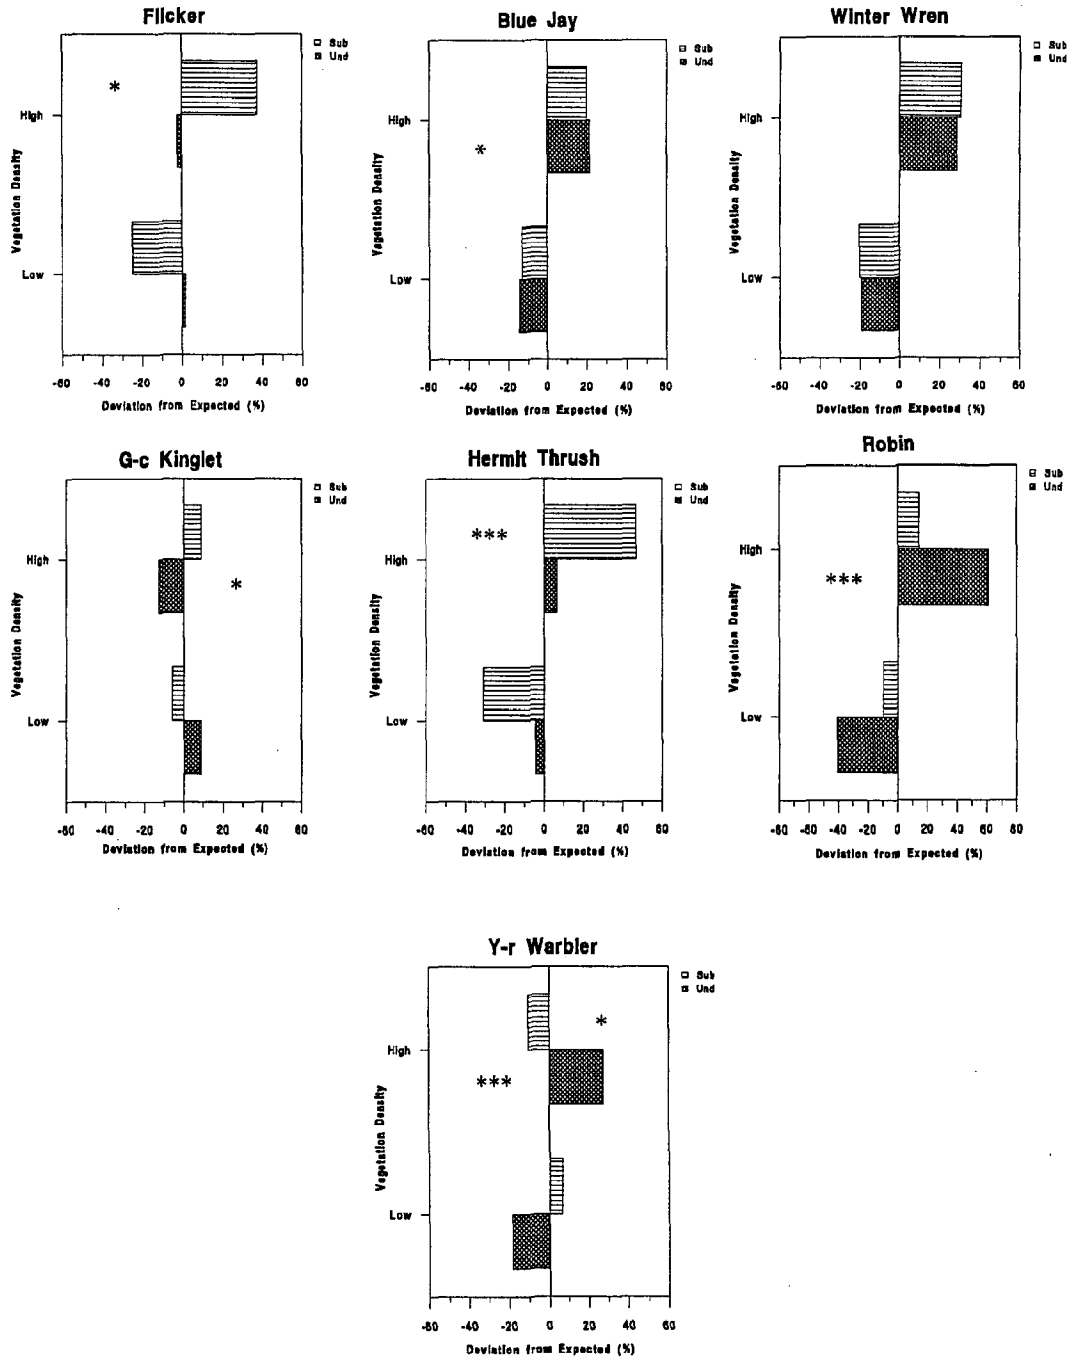 Flicker
Sub
Und
*
High
Low
Vegetation Density
-60 -40 -20 0 20 40 60
Deviation from Expected (%)
Blue Jay
Sub
Und
*
High
Low
Vegetation Density
-60 -40 -20 0 20 40 60
Deviation from Expected (%)
Winter Wren
Sub
Und
High
Low
Vegetation Density
-60 -40 -20 0 20 40 60
Deviation from Expected (%)
G-c Kinglet
Sub
Und
*
High
Low
Vegetation Density
-60 -40 -20 0 20 40 60
Deviation from Expected (%)
Hermit Thrush
Sub
Und
***
High
Low
Vegetation Density
-60 -40 -20 0 20 40 60
Deviation from Expected (%)
Robin
Sub
Und
***
High
Low
Vegetation Density
-80 -60 -40 -20 0 20 40 60 80
Deviation from Expected (%)
Y-r Warbler
Sub
Und
*
***
High
Low
Vegetation Density
-60 -40 -20 0 20 40 60
Deviation from Expected (%)